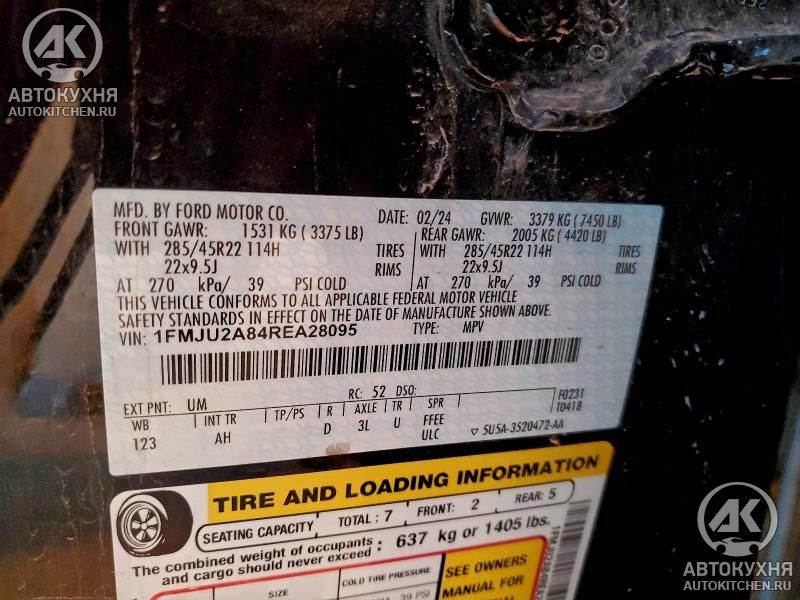 АК
АВТОКУХНЯ
AUTOKITCHEN.RU
MFD. BY FORD MOTOR CO.
DATE: 02/24 GVWR: 3379 KG ( 7450 LB)
FRONT GAWR: 1531 KG ( 3375 LB)
REAR GAWR: 2005 KG ( 4420 LB)
WITH 285/45R22 114H TIRES
WITH 285/45R22 114H TIRES
22x9.5J RIMS
22x9.5J RIMS
AT 270 kPa/ 39 PSI COLD
AT 270 kPa/ 39 PSI COLD
THIS VEHICLE CONFORMS TO ALL APPLICABLE FEDERAL MOTOR VEHICLE
SAFETY STANDARDS IN EFFECT ON THE DATE OF MANUFACTURE SHOWN ABOVE.
VIN: 1FMJU2A84REA28095 TYPE: MPV
EXT PNT: UM RC: 52 DSO: F0231
T0418
WB INT TR TP/PS R AXLE TR SPR
123 AH D 3L U FFEE
ULC ▽ 5U5A-3520472-AA
TIRE AND LOADING INFORMATION
SEATING CAPACITY TOTAL : 7 FRONT: 2 REAR: 5
The combined weight of occupants
and cargo should never exceed : 637 kg or 1405 lbs.
SIZE COLD TIRE PRESSURE SEE OWNERS
39 PSI MANUAL FOR
АК
АВТОКУХНЯ
AUTOKITCHEN.RU